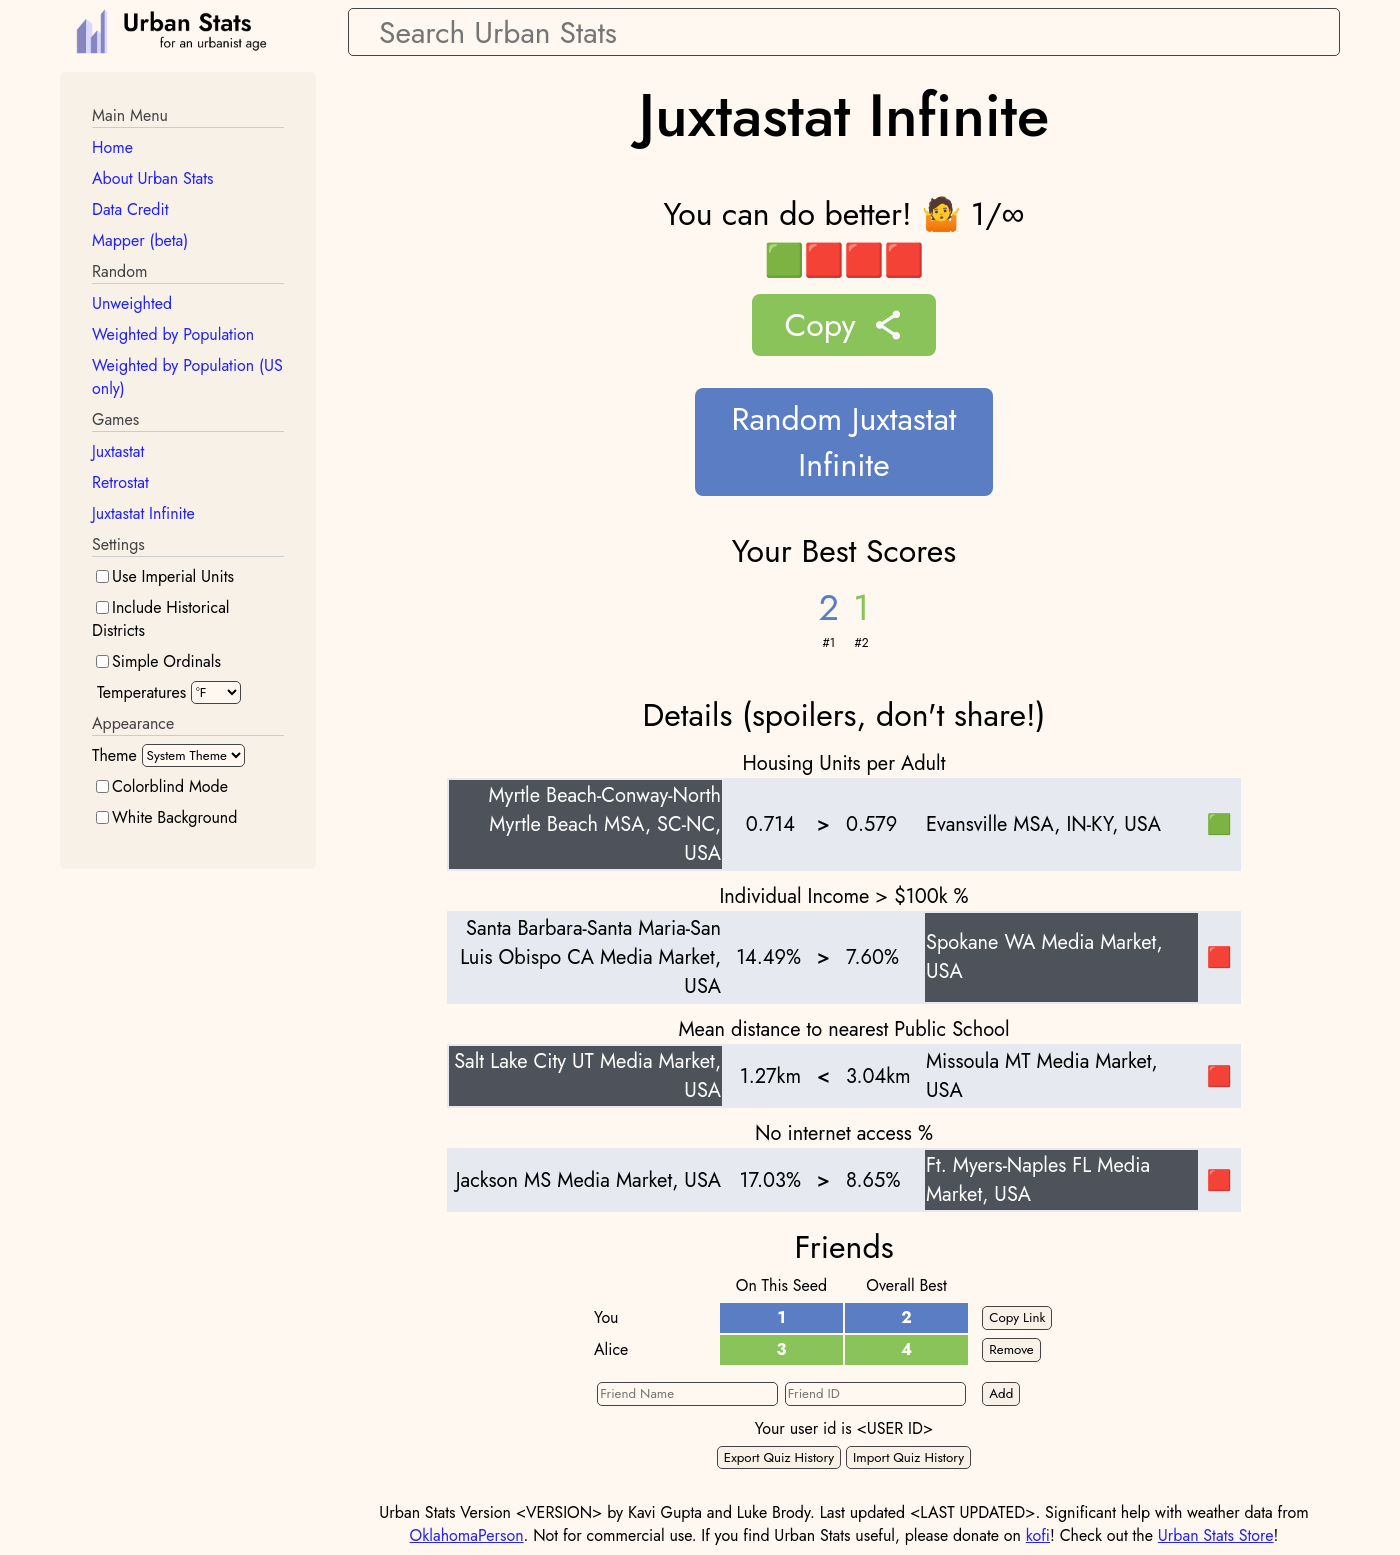 Urban Stats
for an urbanist age
Search Urban Stats
Main Menu
Home
About Urban Stats
Data Credit
Mapper (beta)
Random
Unweighted
Weighted by Population
Weighted by Population (US
only)
Games
Juxtastat
Retrostat
Juxtastat Infinite
Settings
Use Imperial Units
Include Historical
Districts
Simple Ordinals
Temperatures °F
Appearance
Theme System Theme
Colorblind Mode
White Background
Juxtastat Infinite
You can do better! 🤷 1/∞
🟩🟥🟥🟥
Copy
Random Juxtastat
Infinite
Your Best Scores
2 1
#1 #2
Details (spoilers, don't share!)
Housing Units per Adult
Myrtle Beach-Conway-North
Myrtle Beach MSA, SC-NC,
USA
0.714 > 0.579
Evansville MSA, IN-KY, USA
🟩
Individual Income > $100k %
Santa Barbara-Santa Maria-San
Luis Obispo CA Media Market,
USA
14.49% > 7.60%
Spokane WA Media Market,
USA
🟥
Mean distance to nearest Public School
Salt Lake City UT Media Market,
USA
1.27km < 3.04km
Missoula MT Media Market,
USA
🟥
No internet access %
Jackson MS Media Market, USA
17.03% > 8.65%
Ft. Myers-Naples FL Media
Market, USA
🟥
Friends
On This Seed Overall Best
You 1 2 Copy Link
Alice 3 4 Remove
Friend Name Friend ID Add
Your user id is <USER ID>
Export Quiz History Import Quiz History
Urban Stats Version <VERSION> by Kavi Gupta and Luke Brody. Last updated <LAST UPDATED>. Significant help with weather data from
OklahomaPerson. Not for commercial use. If you find Urban Stats useful, please donate on kofi! Check out the Urban Stats Store!